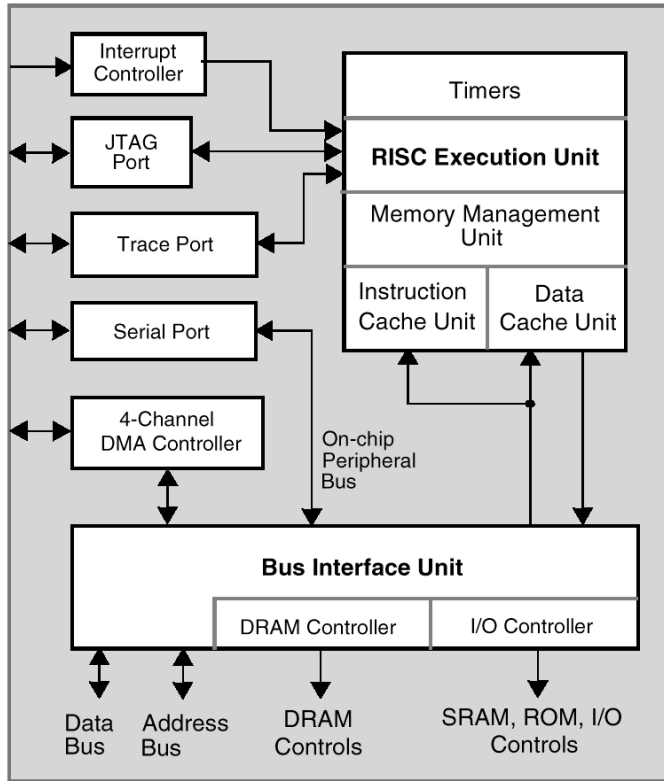 Interrupt
Controller
JTAG
Port
Trace Port
Serial Port
4-Channel
DMA Controller
Timers
RISC Execution Unit
Memory Management
Unit
Instruction
Cache Unit
Data
Cache Unit
On-chip
Peripheral
Bus
Bus Interface Unit
DRAM Controller
I/O Controller
Data
Bus
Address
Bus
DRAM
Controls
SRAM, ROM, I/O
Controls